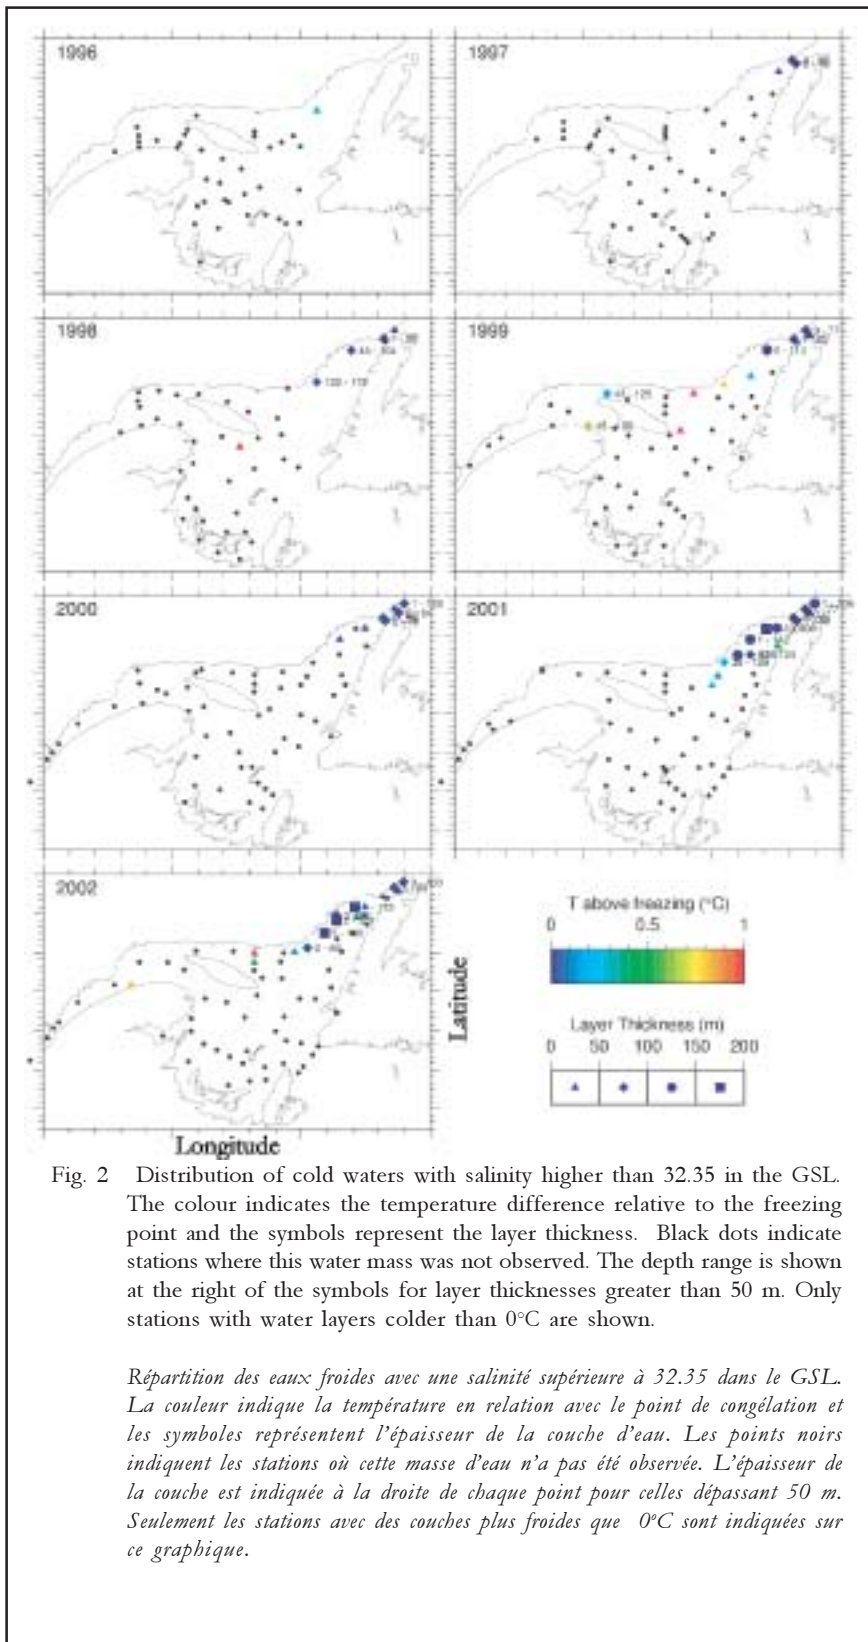 1996
1997
1998
1999
2000
2001
2002
T above freezing (°C)
0 0.5 1
Layer Thickness (m)
0 50 100 150 200
Latitude
Longitude
Fig. 2 Distribution of cold waters with salinity higher than 32.35 in the GSL.
The colour indicates the temperature difference relative to the freezing
point and the symbols represent the layer thickness. Black dots indicate
stations where this water mass was not observed. The depth range is shown
at the right of the symbols for layer thicknesses greater than 50 m. Only
stations with water layers colder than 0°C are shown.
Répartition des eaux froides avec une salinité supérieure à 32.35 dans le GSL.
La couleur indique la température en relation avec le point de congélation et
les symboles représentent l'épaisseur de la couche d'eau. Les points noirs
indiquent les stations où cette masse d'eau n'a pas été observée. L'épaisseur de
la couche est indiquée à la droite de chaque point pour celles dépassant 50 m.
Seulement les stations avec des couches plus froides que 0°C sont indiquées sur
ce graphique.